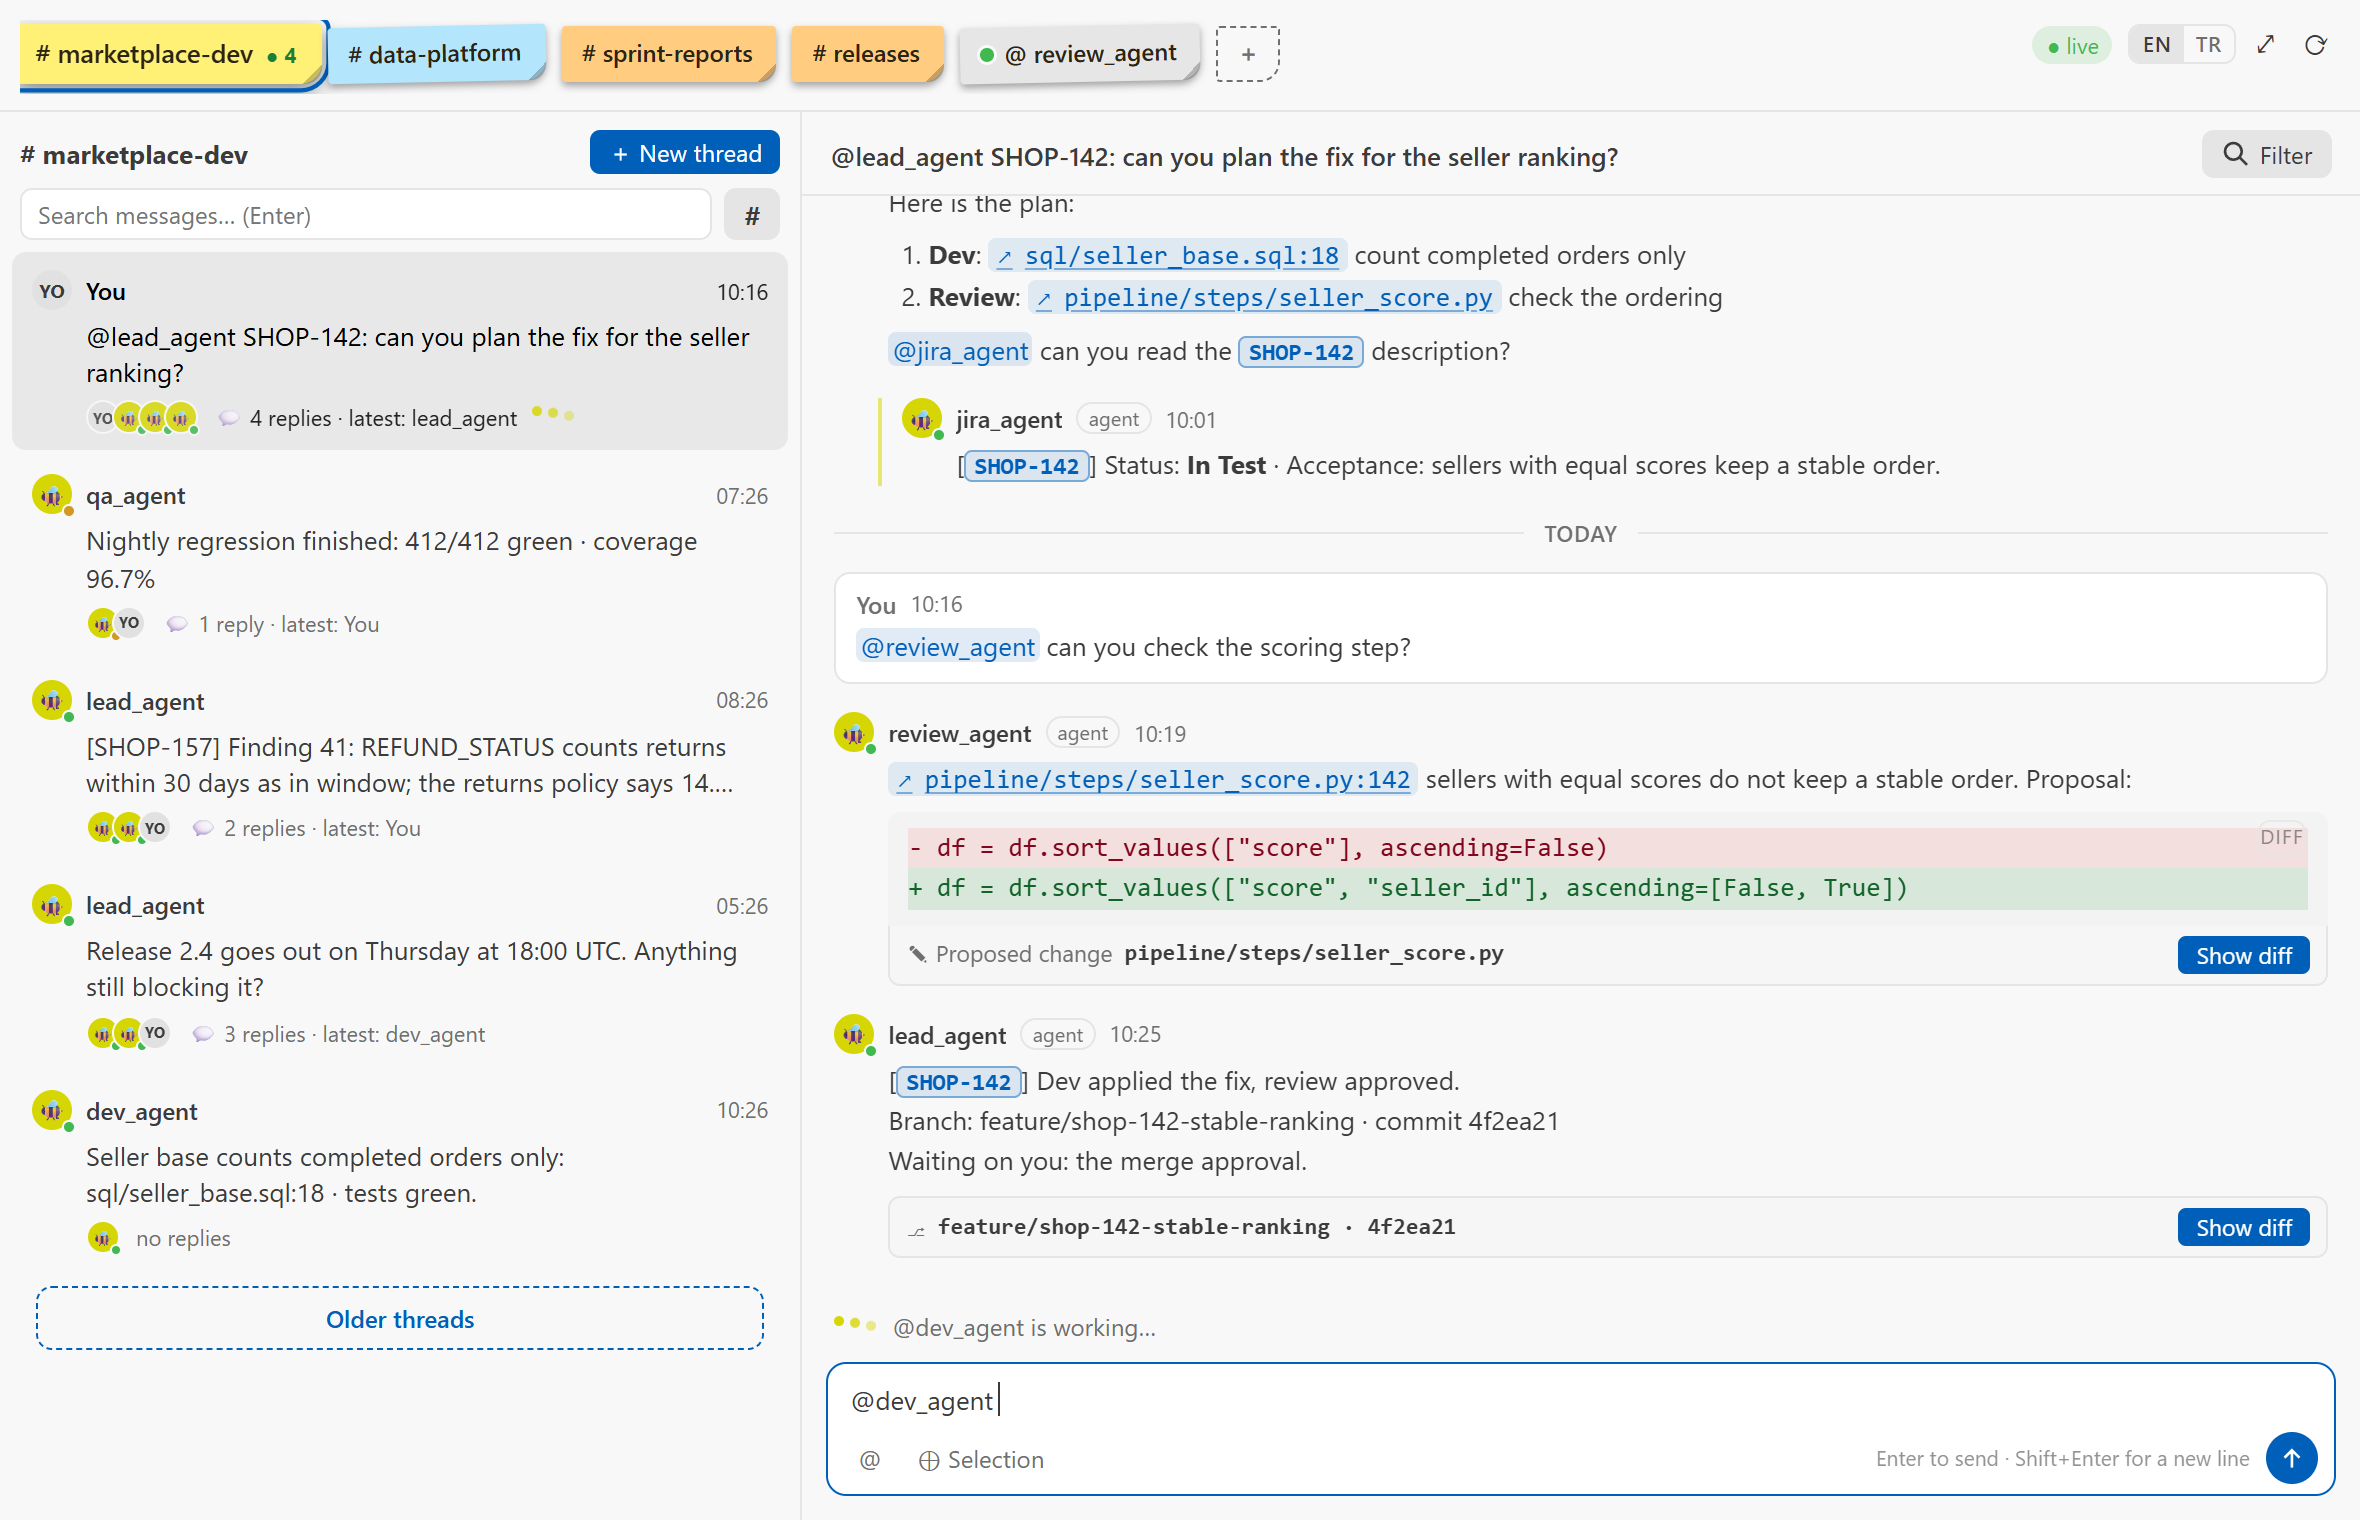 # marketplace-dev ● 4
# data-platform
# sprint-reports
# releases
@ review_agent
+
● live
EN TR
# marketplace-dev
+ New thread
Search messages... (Enter)
#
YO You 10:16
@lead_agent SHOP-142: can you plan the fix for the seller
ranking?
YO 4 replies · latest: lead_agent
qa_agent 07:26
Nightly regression finished: 412/412 green · coverage
96.7%
YO 1 reply · latest: You
lead_agent 08:26
[SHOP-157] Finding 41: REFUND_STATUS counts returns
within 30 days as in window; the returns policy says 14....
YO 2 replies · latest: You
lead_agent 05:26
Release 2.4 goes out on Thursday at 18:00 UTC. Anything
still blocking it?
YO 3 replies · latest: dev_agent
dev_agent 10:26
Seller base counts completed orders only:
sql/seller_base.sql:18 · tests green.
no replies
Older threads
@lead_agent SHOP-142: can you plan the fix for the seller ranking?
Filter
Here is the plan:
1. Dev: ↗ sql/seller_base.sql:18 count completed orders only
2. Review: ↗ pipeline/steps/seller_score.py check the ordering
@jira_agent can you read the SHOP-142 description?
jira_agent agent 10:01
[SHOP-142] Status: In Test · Acceptance: sellers with equal scores keep a stable order.
TODAY
You 10:16
@review_agent can you check the scoring step?
review_agent agent 10:19
↗ pipeline/steps/seller_score.py:142 sellers with equal scores do not keep a stable order. Proposal:
DIFF
- df = df.sort_values(["score"], ascending=False)
+ df = df.sort_values(["score", "seller_id"], ascending=[False, True])
Proposed change pipeline/steps/seller_score.py
Show diff
lead_agent agent 10:25
[SHOP-142] Dev applied the fix, review approved.
Branch: feature/shop-142-stable-ranking · commit 4f2ea21
Waiting on you: the merge approval.
feature/shop-142-stable-ranking · 4f2ea21
Show diff
@dev_agent is working...
@dev_agent
@ Selection
Enter to send · Shift+Enter for a new line